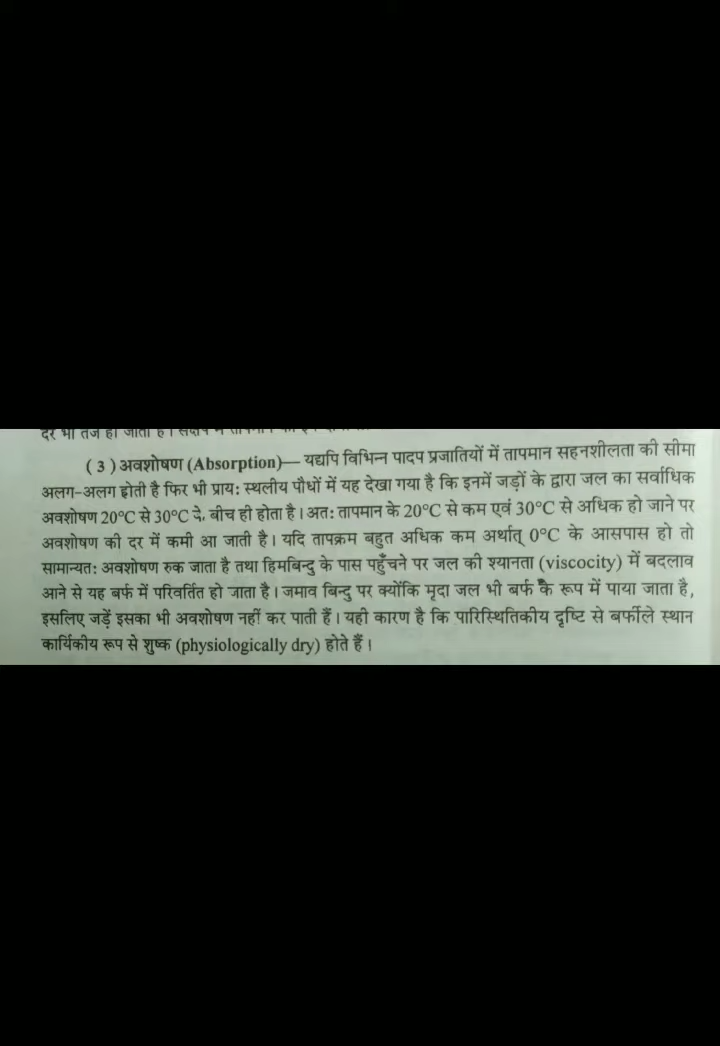 दर भी तेज हो जाती है। संक्षेप में तापमान
(3) अवशोषण (Absorption)— यद्यपि विभिन्न पादप प्रजातियों में तापमान सहनशीलता की सीमा
अलग-अलग होती है फिर भी प्राय: स्थलीय पौधों में यह देखा गया है कि इनमें जड़ों के द्वारा जल का सर्वाधिक
अवशोषण 20°C से 30°C दे. बीच ही होता है। अत: तापमान के 20°C से कम एवं 30°C से अधिक हो जाने पर
अवशोषण की दर में कमी आ जाती है। यदि तापक्रम बहुत अधिक कम अर्थात् 0°C के आसपास हो तो
सामान्यत: अवशोषण रुक जाता है तथा हिमबिन्दु के पास पहुँचने पर जल की श्यानता (viscocity) में बदलाव
आने से यह बर्फ में परिवर्तित हो जाता है। जमाव बिन्दु पर क्योंकि मृदा जल भी बर्फ के रूप में पाया जाता है,
इसलिए जड़ें इसका भी अवशोषण नहीं कर पाती हैं। यही कारण है कि पारिस्थितिकीय दृष्टि से बर्फीले स्थान
कार्यिकीय रूप से शुष्क (physiologically dry) होते हैं।